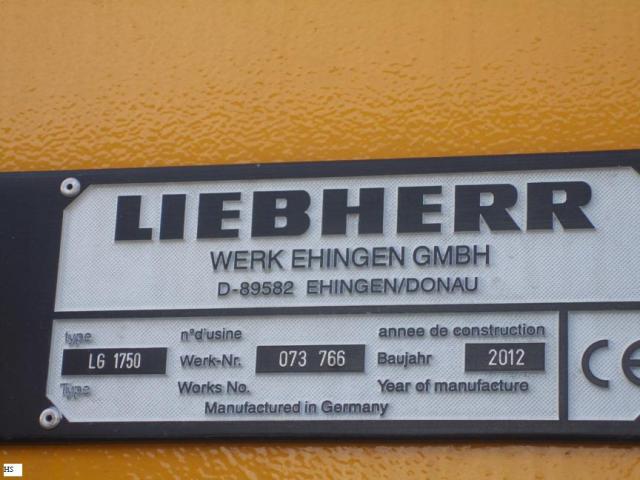 LIEBHERR
WERK EHINGEN GMBH
D-89582 EHINGEN/DONAU
type n°d'usine annee de construction
LG 1750 Werk-Nr. 073 766 Baujahr 2012
Type Works No. Year of manufacture
Manufactured in Germany
CE
HS